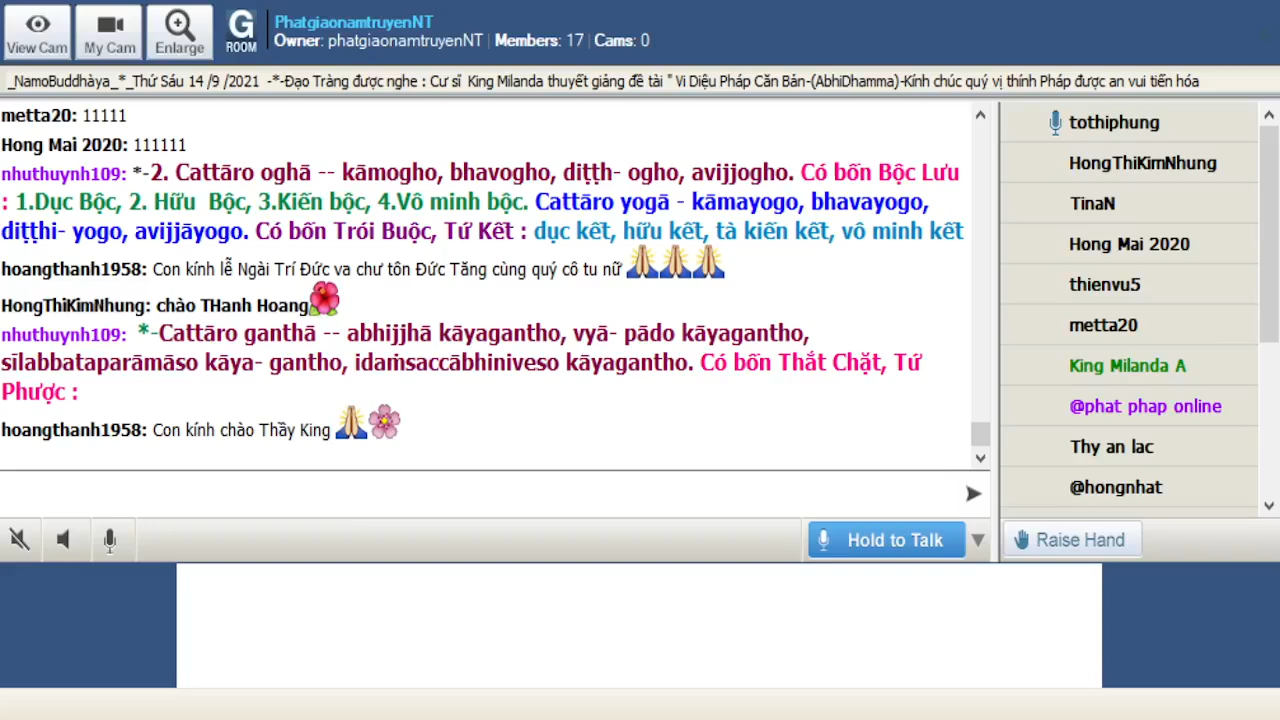 View Cam
My Cam
Enlarge
G
ROOM
PhatgiaonamtruyenNT
Owner: phatgiaonamtruyenNT | Members: 17 | Cams: 0
_NamoBuddhàya_*_Thứ Sáu 14 /9 /2021 -*-Đạo Tràng được nghe : Cư sĩ King Milanda thuyết giảng đề tài " Vi Diệu Pháp Căn Bản-(AbhiDhamma)-Kính chúc quý vị thính Pháp được an vui tiến hóa
metta20: 11111
Hong Mai 2020: 111111
nhuthuynh109: *-2. Cattāro oghā -- kāmogho, bhavogho, diṭṭh- ogho, avijjogho. Có bốn Bộc Lưu
: 1.Dục Bộc, 2. Hữu Bộc, 3.Kiến bộc, 4.Vô minh bộc. Cattāro yogā - kāmayogo, bhavayogo,
diṭṭhi- yogo, avijjāyogo. Có bốn Trói Buộc, Tứ Kết : dục kết, hữu kết, tà kiến kết, vô minh kết
hoangthanh1958: Con kính lễ Ngài Trí Đức va chư tôn Đức Tăng cùng quý cô tu nữ 🙏🙏🙏
HongThiKimNhung: chào THanh Hoang🌺
nhuthuynh109: *-Cattāro ganthā -- abhijjhā kāyagantho, vyā- pādo kāyagantho,
sīlabbataparāmāso kāya- gantho, idaṁsaccābhiniveso kāyagantho. Có bốn Thắt Chặt, Tứ
Phược :
hoangthanh1958: Con kính chào Thầy King 🙏🌸
Hold to Talk
tothiphung
HongThiKimNhung
TinaN
Hong Mai 2020
thienvu5
metta20
King Milanda A
@phat phap online
Thy an lac
@hongnhat
Raise Hand